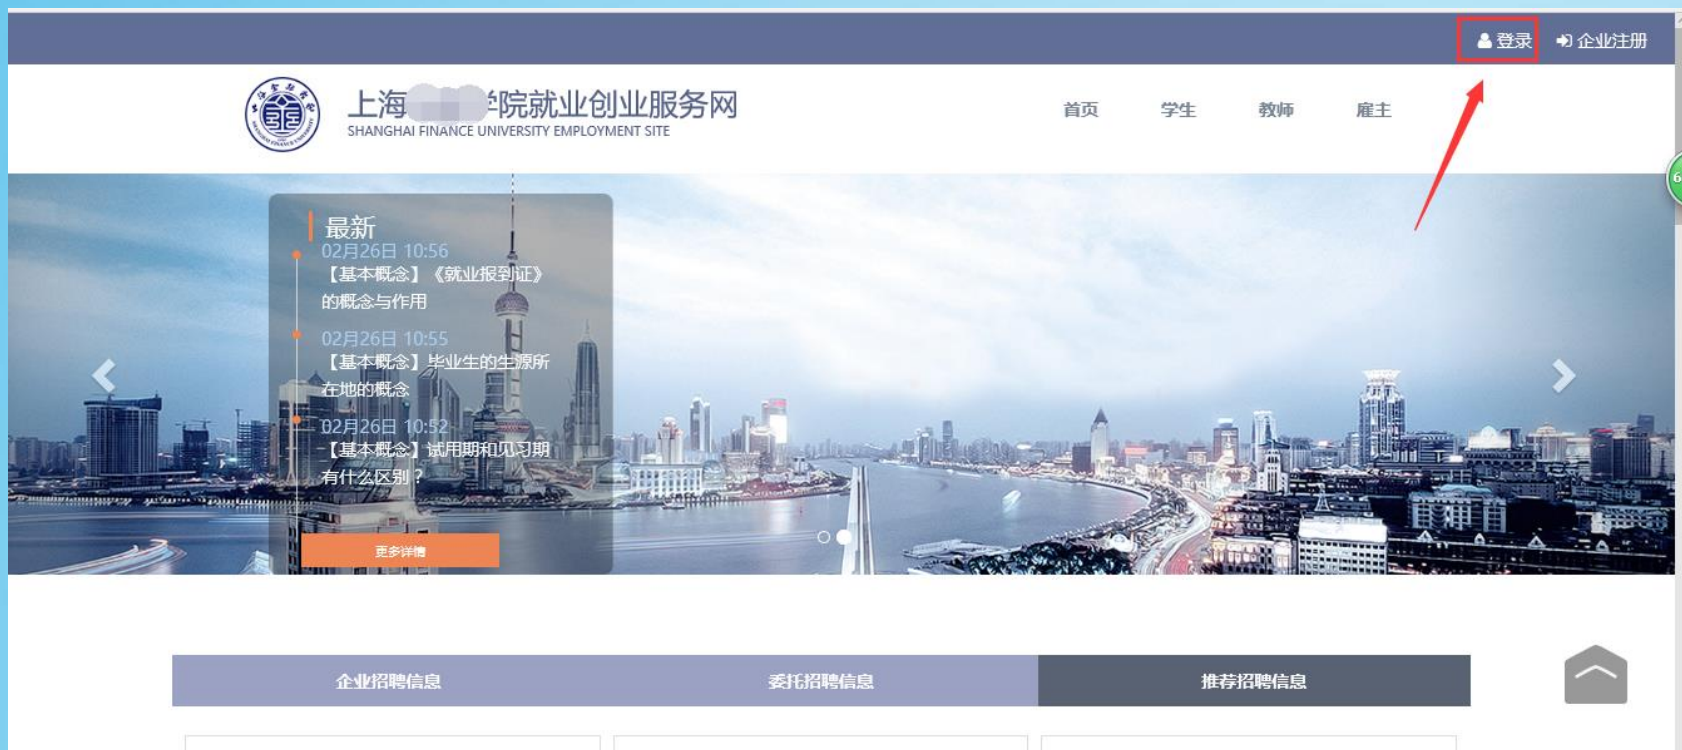 登录 企业注册
上海 学院就业创业服务网
SHANGHAI FINANCE UNIVERSITY EMPLOYMENT SITE
首页 学生 教师 雇主
最新
02月26日 10:56
【基本概念】《就业报到证》
的概念与作用
02月26日 10:55
【基本概念】毕业生的生源所
在地的概念
02月26日 10:52
【基本概念】试用期和见习期
有什么区别？
更多详情
企业招聘信息 委托招聘信息 推荐招聘信息